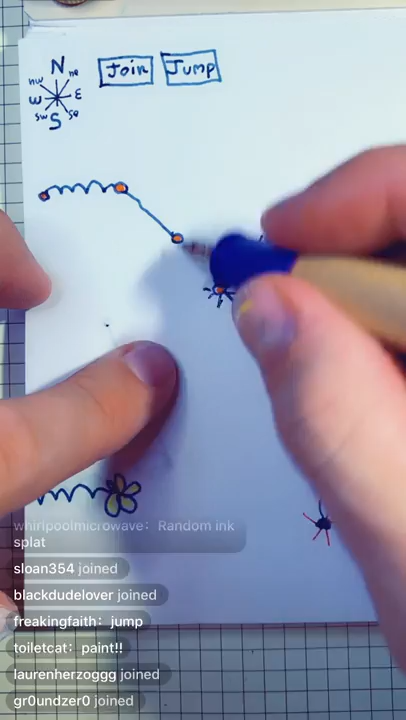 N
nw
ne
W
E
sw
se
S
Join
Jump
whirlpoolmicrowave: Random ink
splat
sloan354 joined
blackdudelover joined
freakingfaith: jump
toiletcat: paint!!
laurenherzoggg joined
gr0undzer0 joined